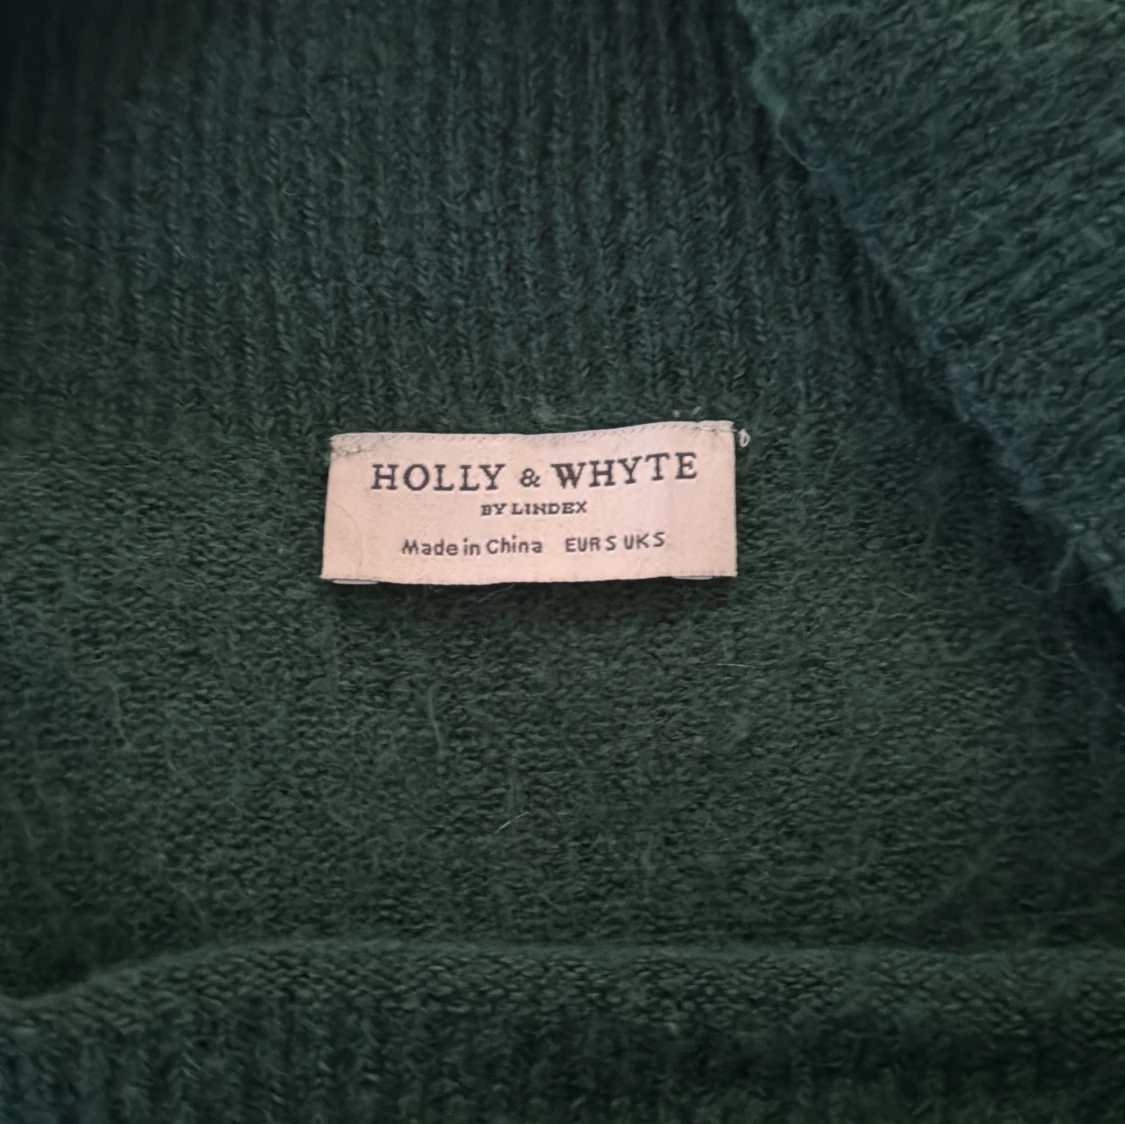 HOLLY & WHYTE
BY LINDEX
Made in China EUR S UK S